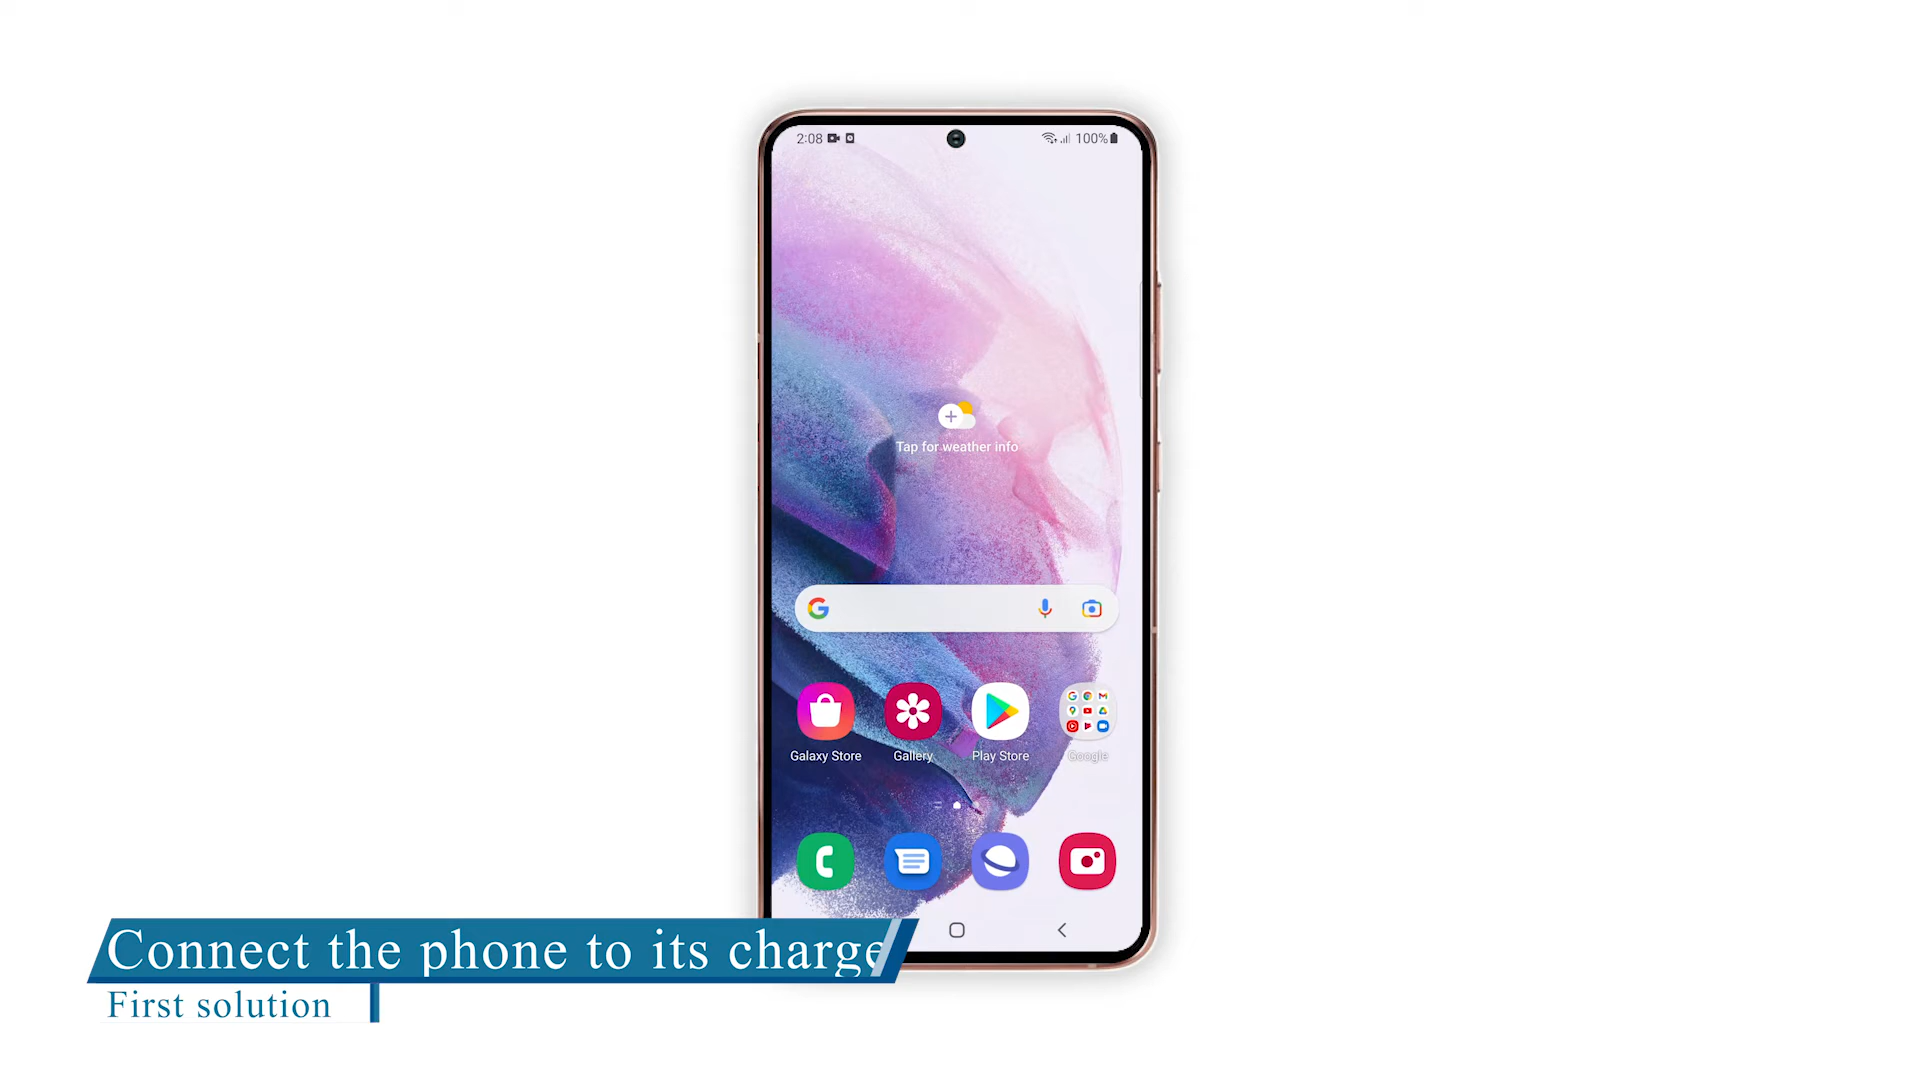 2:08
100%
Tap for weather info
Galaxy Store
Gallery
Play Store
Google
Connect the phone to its charge
First solution